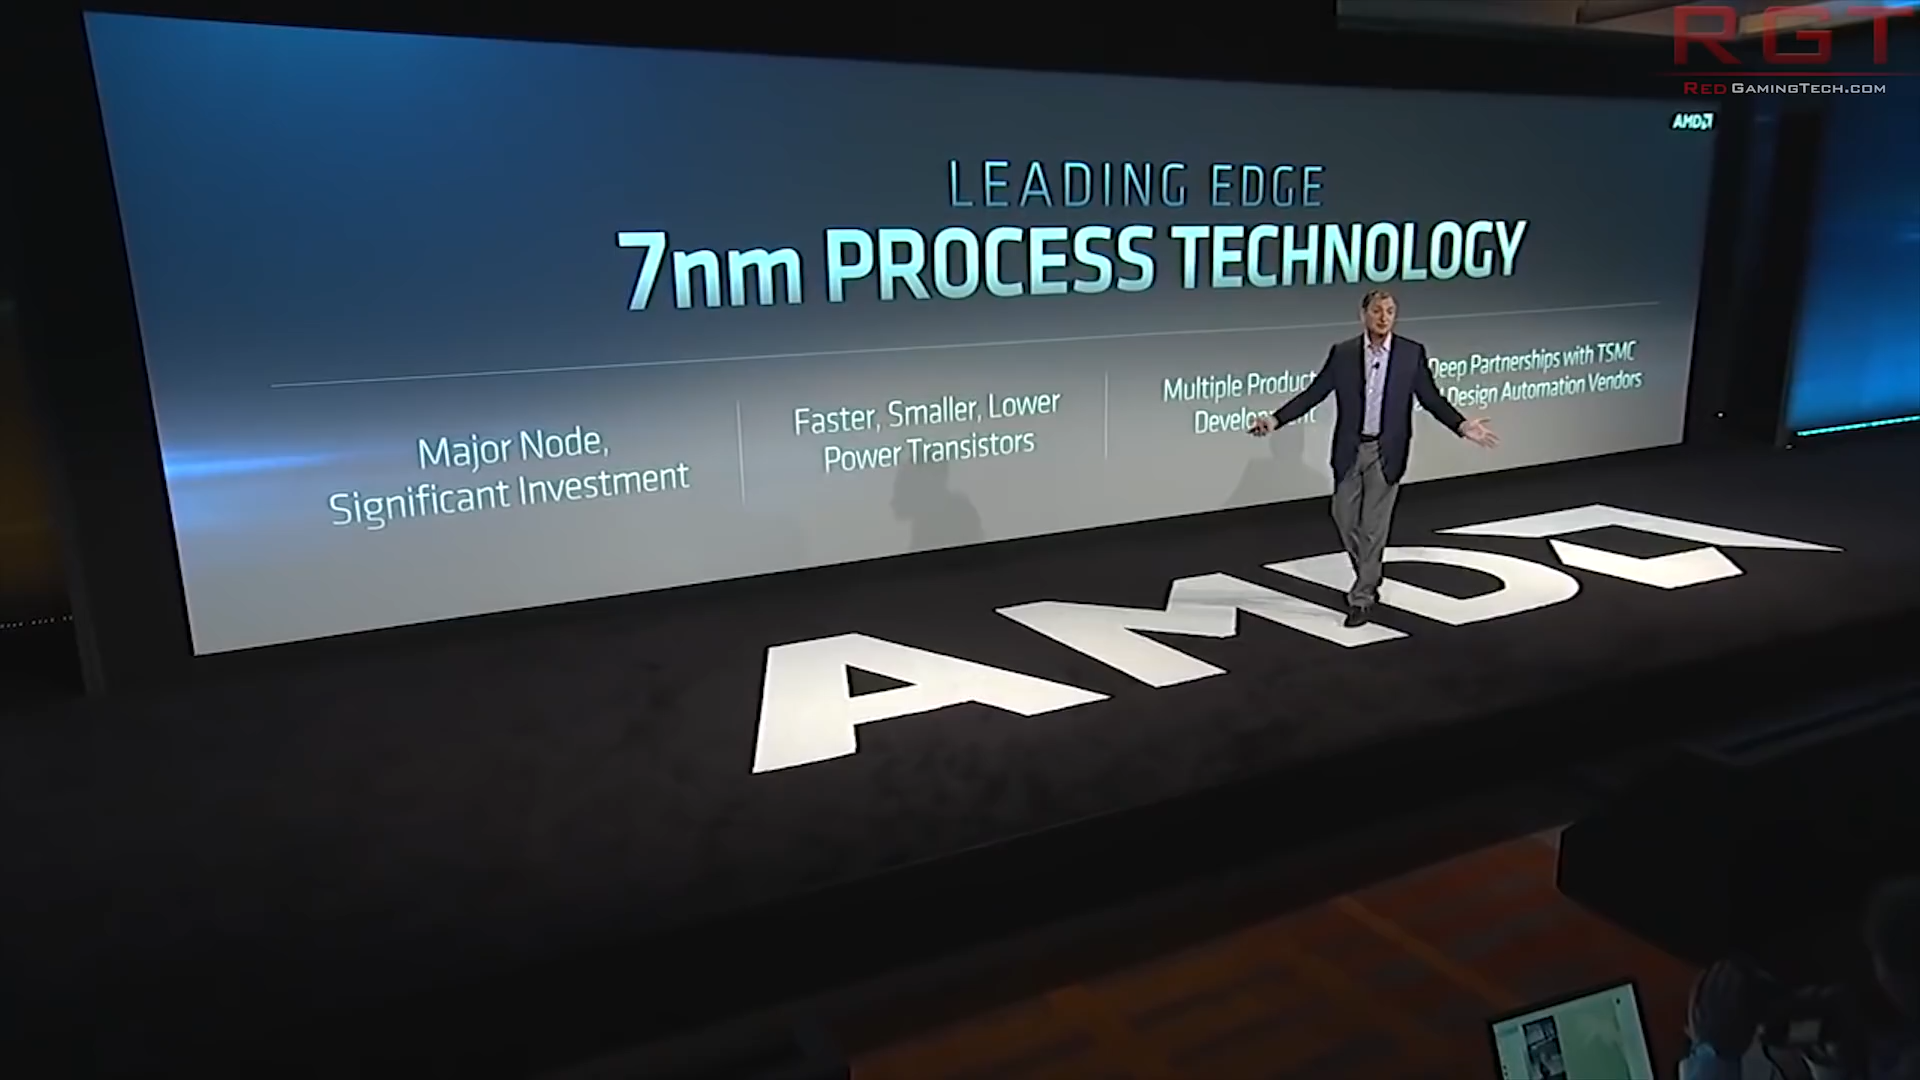 RGT
RED GAMINGTECH.COM
AMD
LEADING EDGE
7nm PROCESS TECHNOLOGY
Major Node,
Significant Investment
Faster, Smaller, Lower
Power Transistors
Multiple Product
Deep Partnerships with TSMC
Design Automation Vendors
AMD